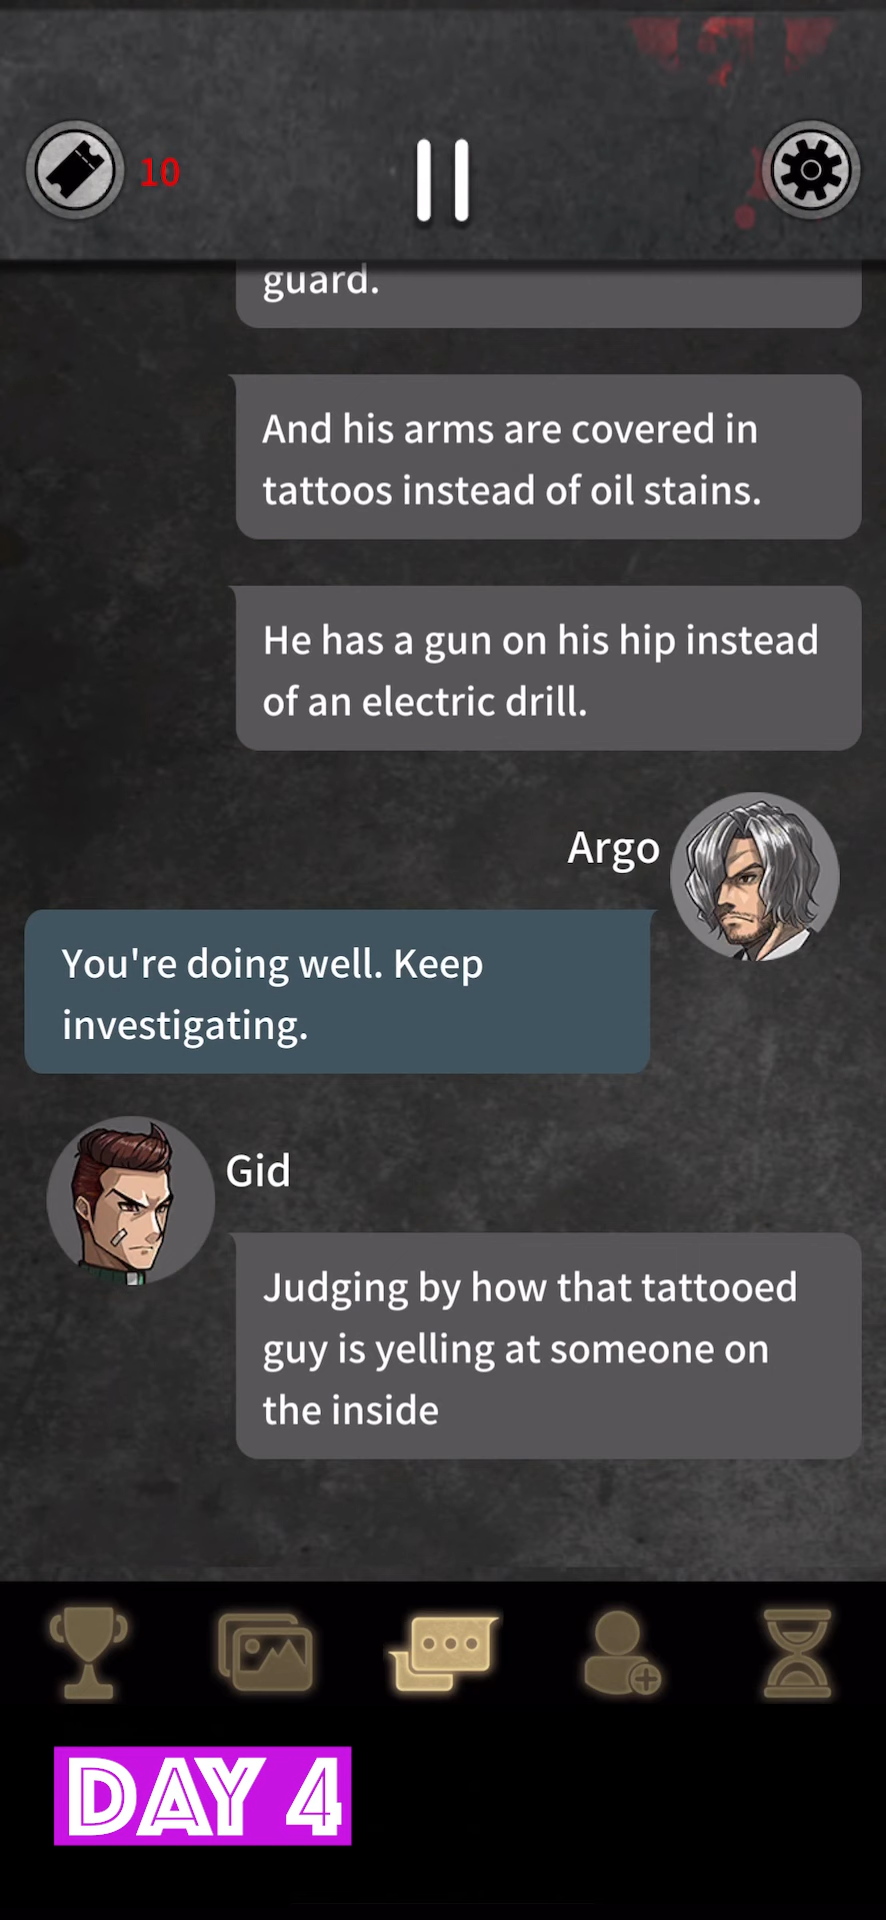 10
guard.
And his arms are covered in
tattoos instead of oil stains.
He has a gun on his hip instead
of an electric drill.
Argo
You're doing well. Keep
investigating.
Gid
Judging by how that tattooed
guy is yelling at someone on
the inside
DAY 4